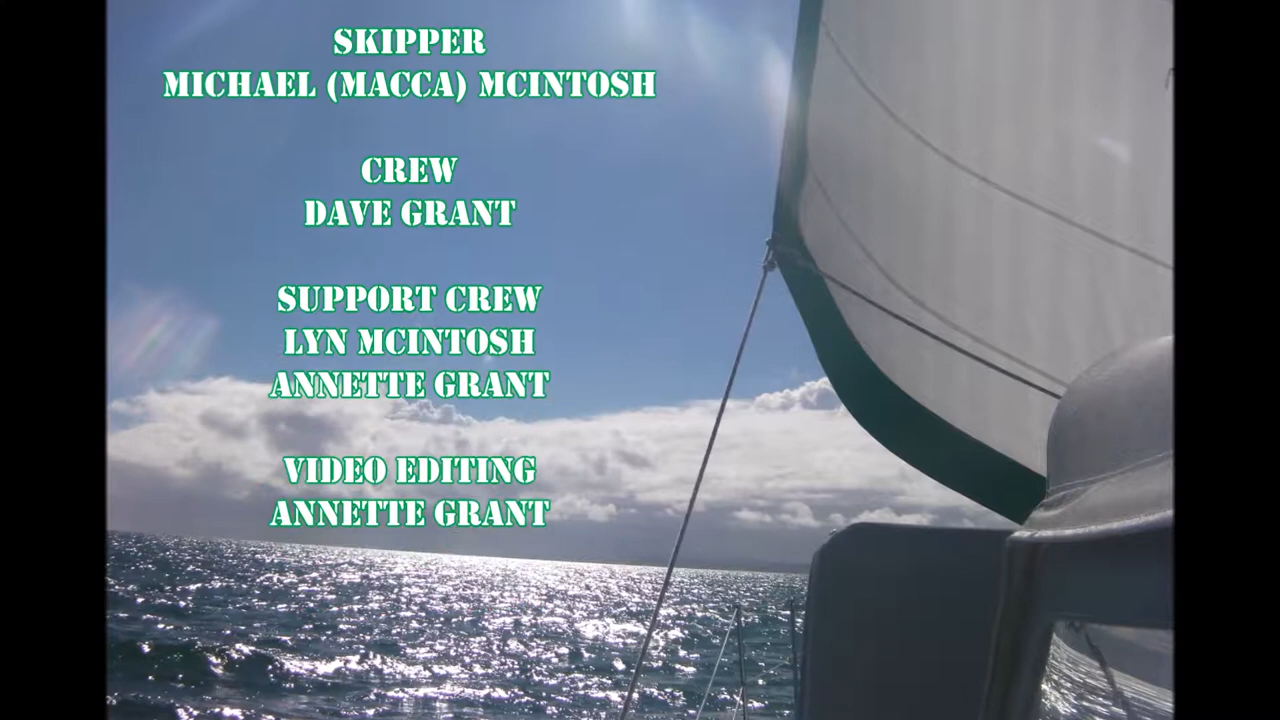 SKIPPER
MICHAEL (MACCA) MCINTOSH
CREW
DAVE GRANT
SUPPORT CREW
LYN MCINTOSH
ANNETTE GRANT
VIDEO EDITING
ANNETTE GRANT